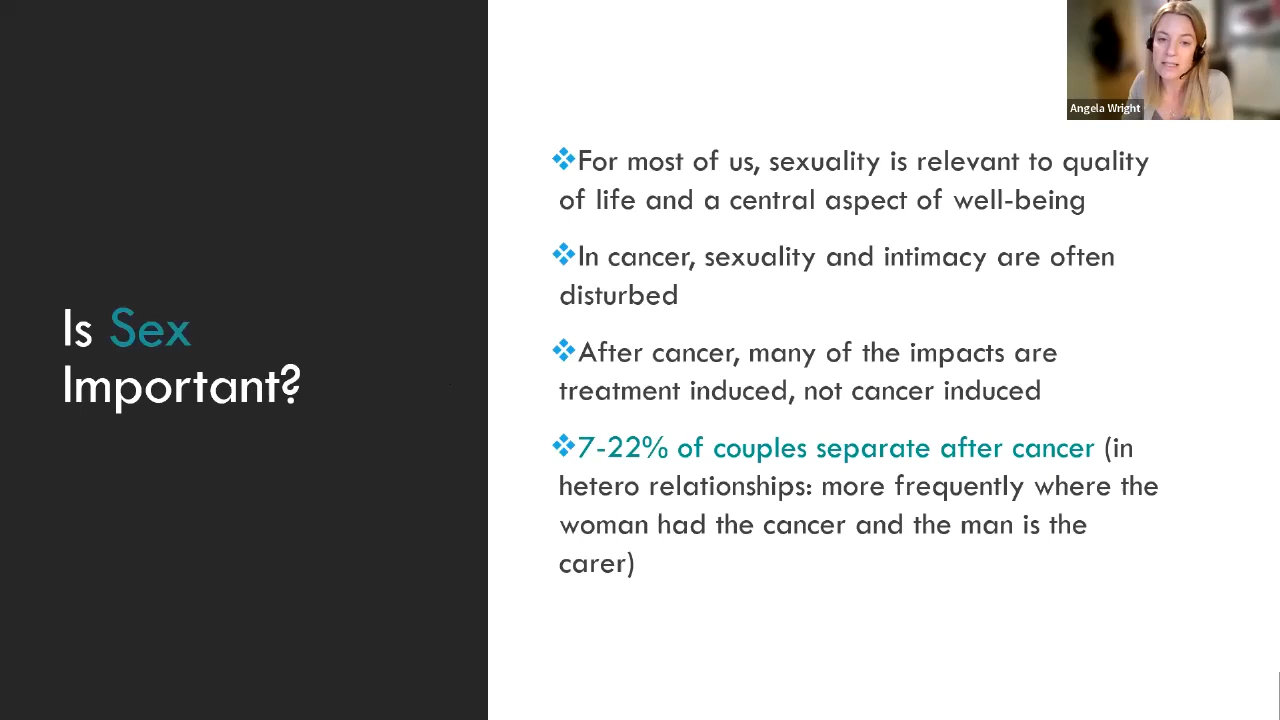 Angela Wright
Is Sex
Important?
❖For most of us, sexuality is relevant to quality
of life and a central aspect of well-being
❖In cancer, sexuality and intimacy are often
disturbed
❖After cancer, many of the impacts are
treatment induced, not cancer induced
❖7-22% of couples separate after cancer (in
hetero relationships: more frequently where the
woman had the cancer and the man is the
carer)